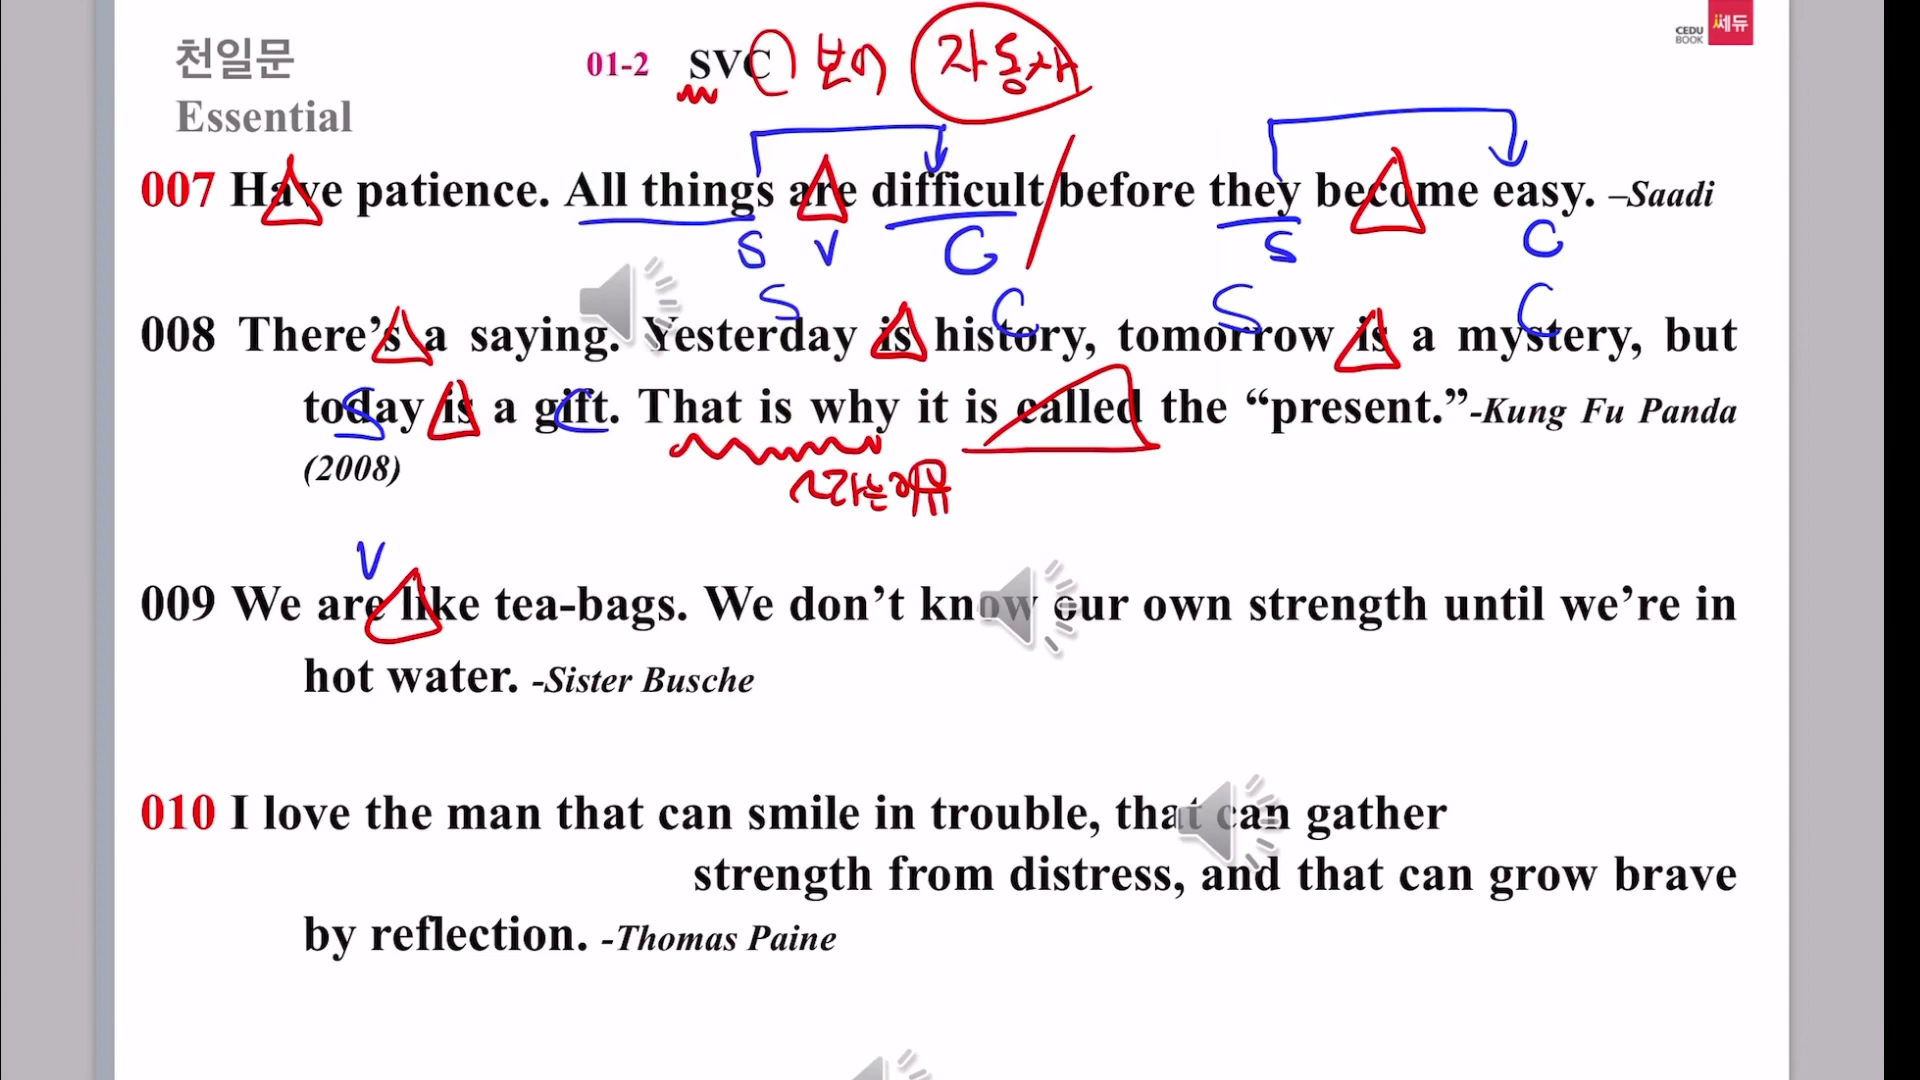 천일문
Essential
01-2 SVC 보어 자동사
CEDU BOOK 쎄듀
007 Have patience. All things are difficult/before they become easy. –Saadi
S V C S C
S C S C
008 There’s a saying. Yesterday is history, tomorrow is a mystery, but
today is a gift. That is why it is called the “present.”-Kung Fu Panda
S C
(2008)
V
009 We are like tea-bags. We don’t know our own strength until we’re in
hot water. -Sister Busche
010 I love the man that can smile in trouble, that can gather
strength from distress, and that can grow brave
by reflection. -Thomas Paine